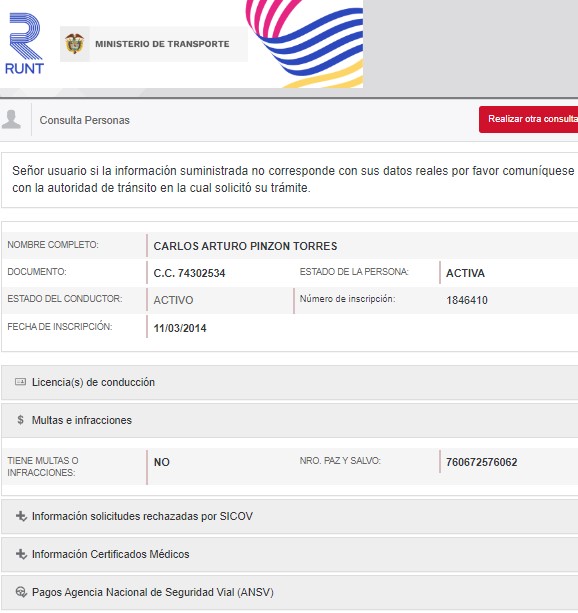 RUNT
MINISTERIO DE TRANSPORTE
Consulta Personas
Realizar otra consulta
Señor usuario si la información suministrada no corresponde con sus datos reales por favor comuníquese
con la autoridad de tránsito en la cual solicitó su trámite.
NOMBRE COMPLETO: CARLOS ARTURO PINZON TORRES
DOCUMENTO: C.C. 74302534 ESTADO DE LA PERSONA: ACTIVA
ESTADO DEL CONDUCTOR: ACTIVO Número de inscripción: 1846410
FECHA DE INSCRIPCIÓN: 11/03/2014
Licencia(s) de conducción
$ Multas e infracciones
TIENE MULTAS O
INFRACCIONES: NO NRO. PAZ Y SALVO: 760672576062
Información solicitudes rechazadas por SICOV
Información Certificados Médicos
Pagos Agencia Nacional de Seguridad Vial (ANSV)